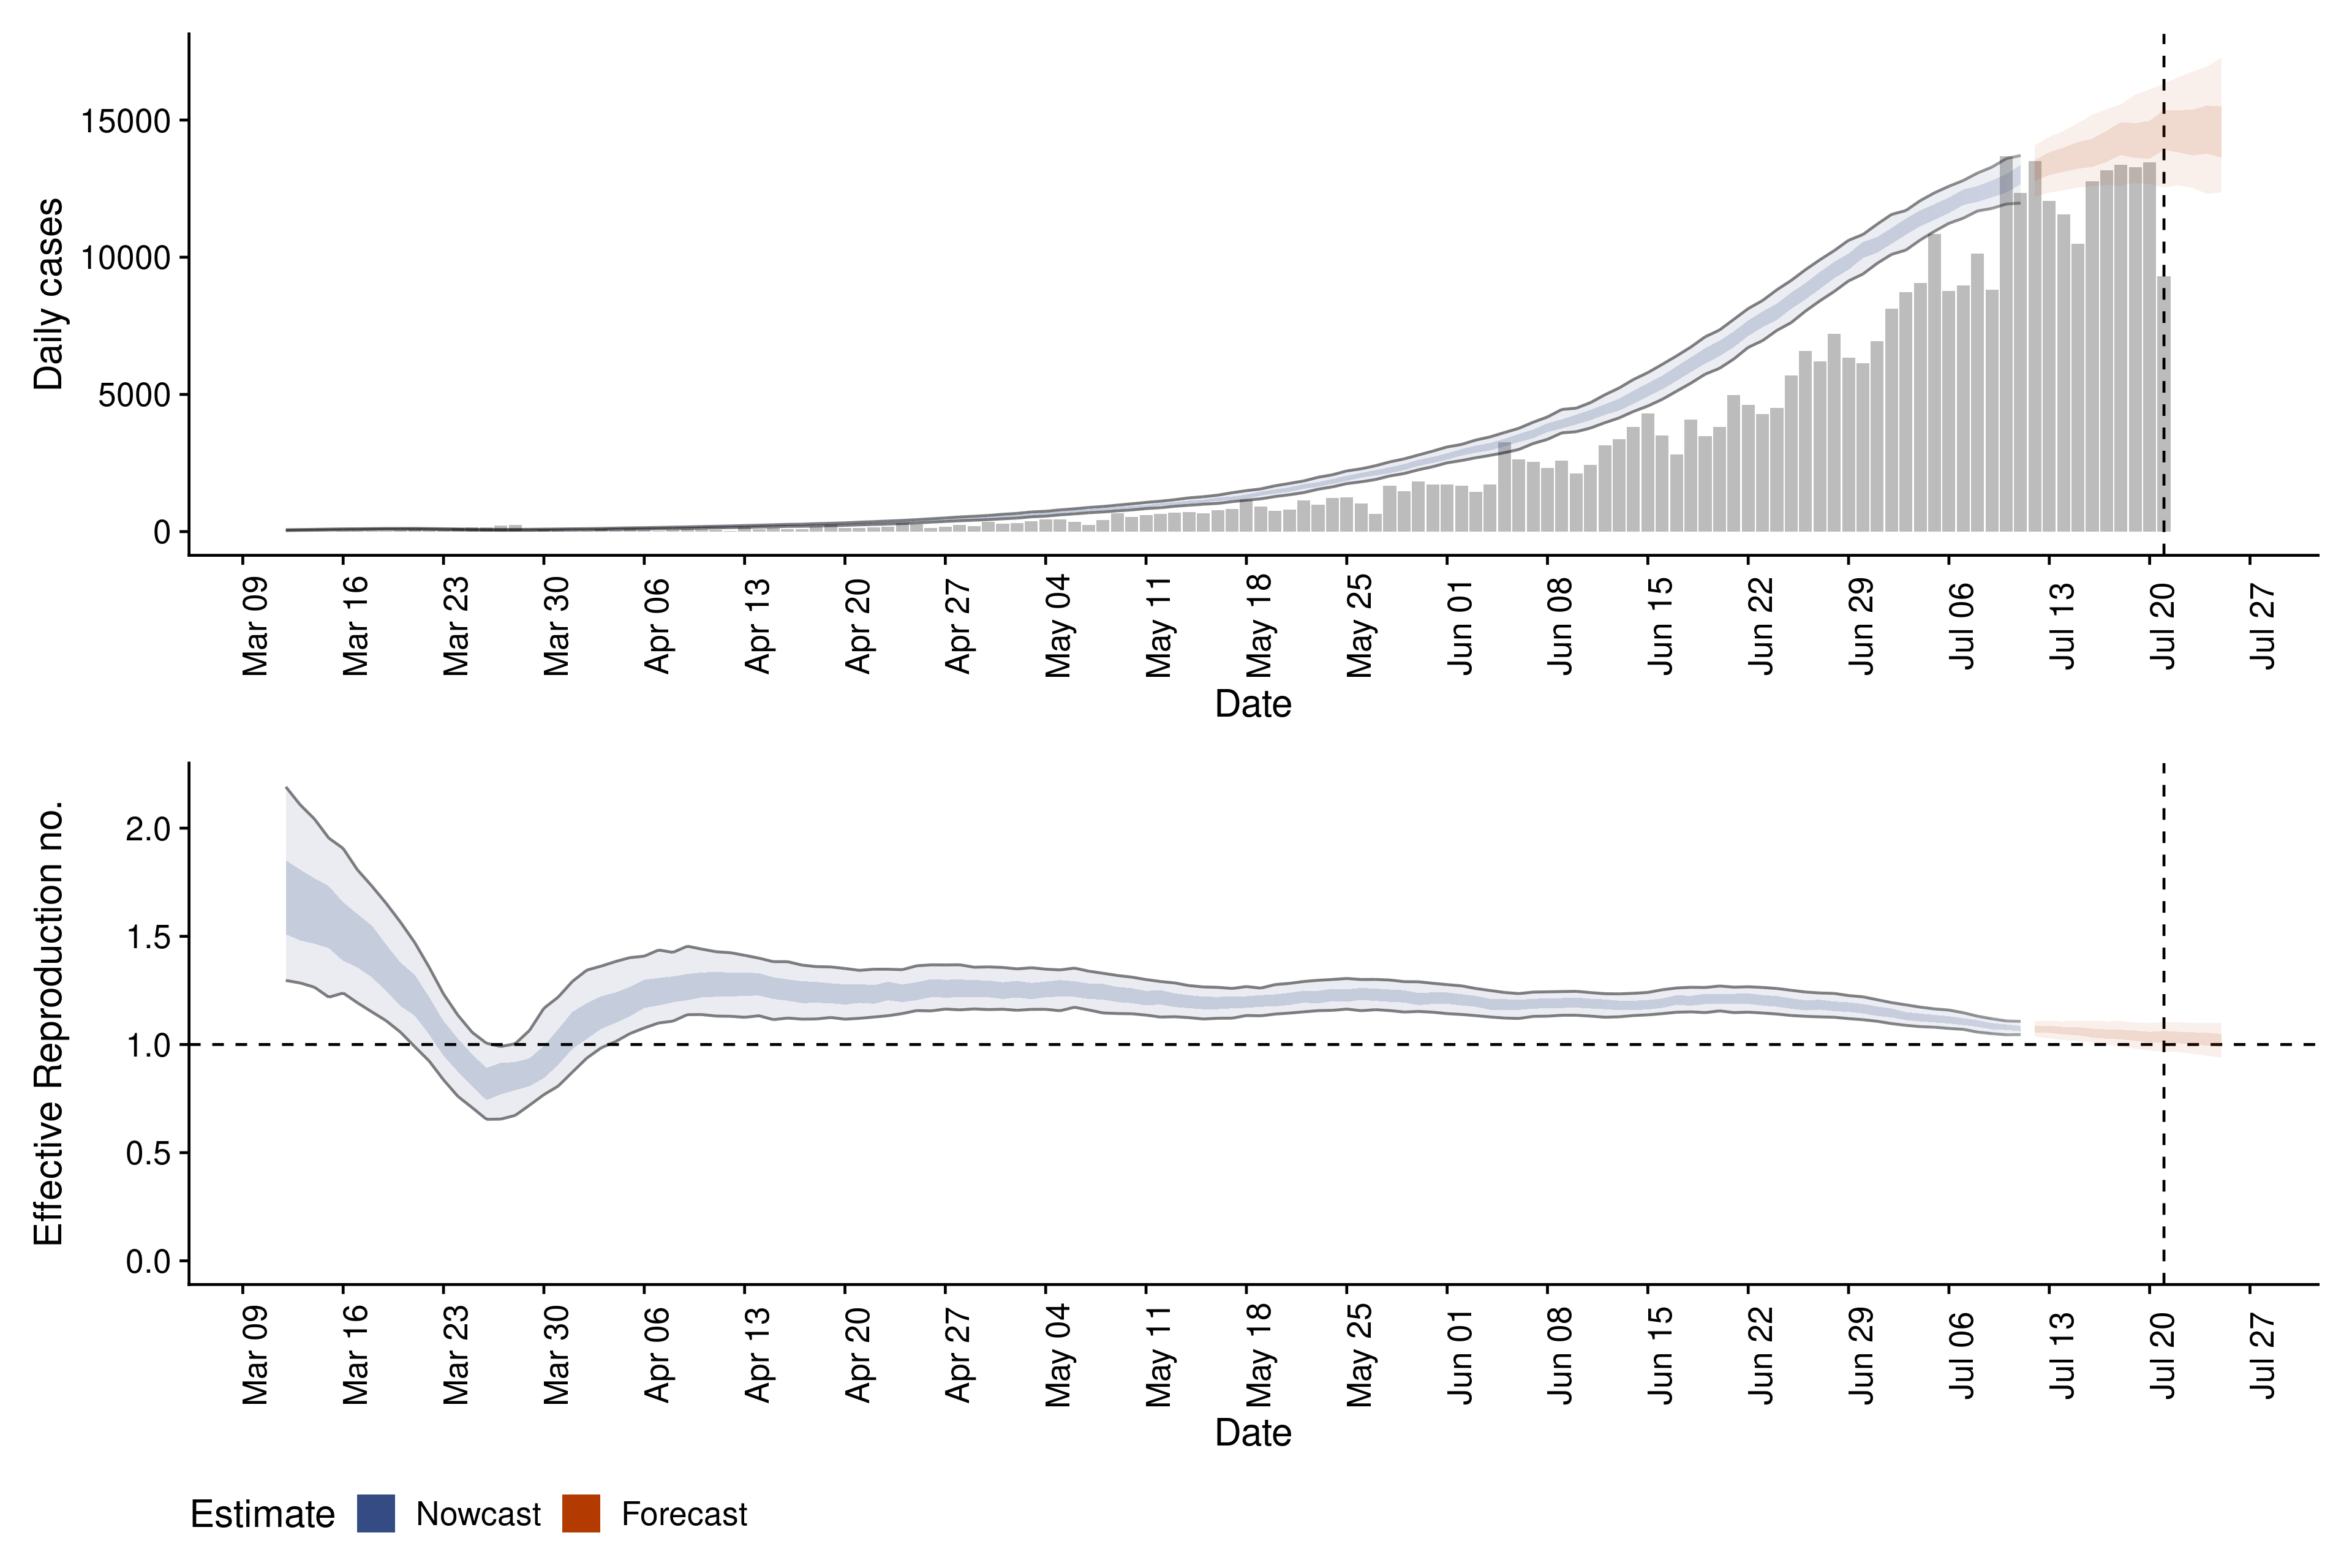 Daily cases
15000
10000
5000
0
Mar 09
Mar 16
Mar 23
Mar 30
Apr 06
Apr 13
Apr 20
Apr 27
May 04
May 11
May 18
May 25
Jun 01
Jun 08
Jun 15
Jun 22
Jun 29
Jul 06
Jul 13
Jul 20
Jul 27
Date
Effective Reproduction no.
2.0
1.5
1.0
0.5
0.0
Mar 09
Mar 16
Mar 23
Mar 30
Apr 06
Apr 13
Apr 20
Apr 27
May 04
May 11
May 18
May 25
Jun 01
Jun 08
Jun 15
Jun 22
Jun 29
Jul 06
Jul 13
Jul 20
Jul 27
Date
Estimate Nowcast Forecast